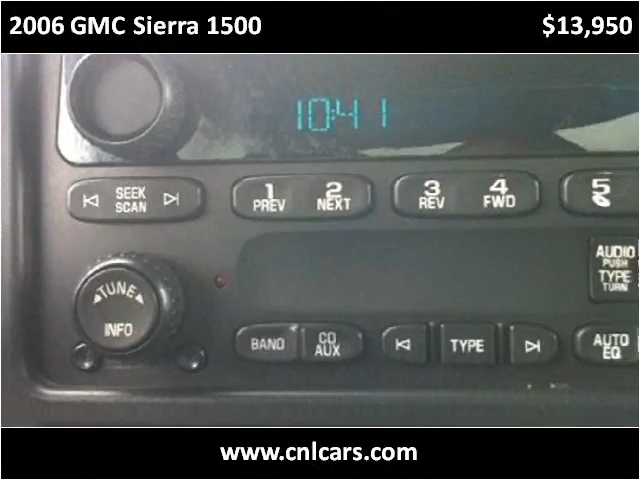 2006 GMC Sierra 1500 $13,950
10:41
SEEK
SCAN
1 2 3 4 5
PREV NEXT REV FWD
AUDIO
PUSH
TYPE
TURN
TUNE
INFO
BAND CD
AUX
TYPE
AUTO
EQ
www.cnlcars.com